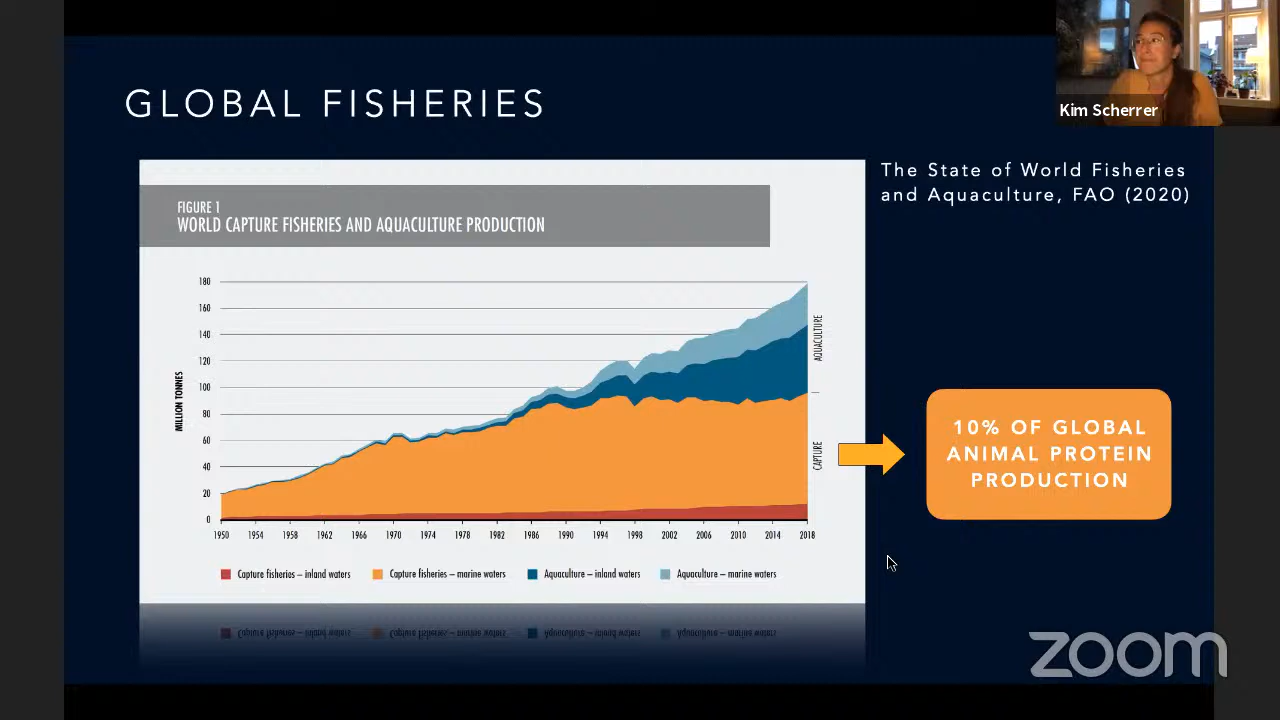 GLOBAL FISHERIES
Kim Scherrer
The State of World Fisheries
and Aquaculture, FAO (2020)
FIGURE 1
WORLD CAPTURE FISHERIES AND AQUACULTURE PRODUCTION
180
160
140
120
100
80
60
40
20
0
MILLION TONNES
AQUACULTURE
CAPTURE
1950 1954 1958 1962 1966 1970 1974 1978 1982 1986 1990 1994 1998 2002 2006 2010 2014 2018
Capture fisheries – inland waters Capture fisheries – marine waters Aquaculture – inland waters Aquaculture – marine waters
10% OF GLOBAL
ANIMAL PROTEIN
PRODUCTION
zoom